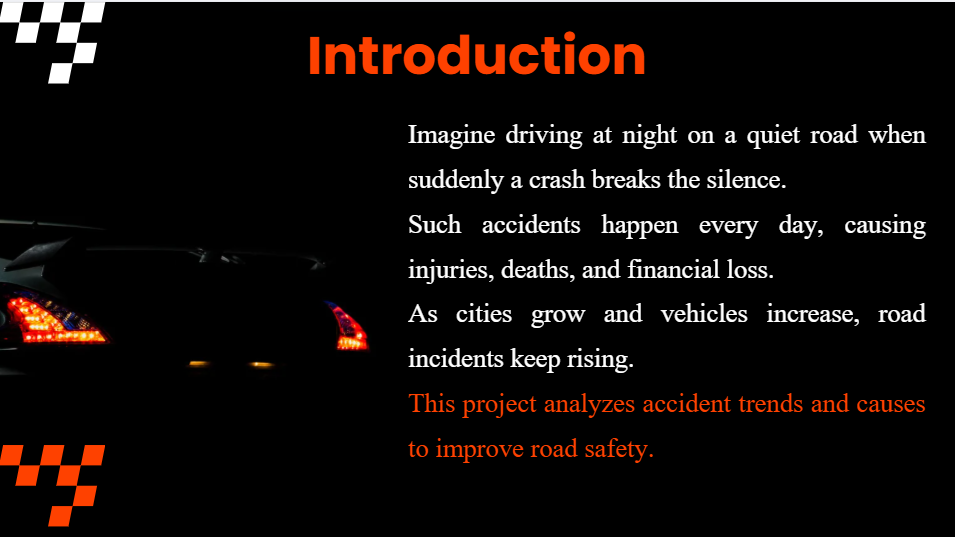 Introduction
Imagine driving at night on a quiet road when
suddenly a crash breaks the silence.
Such accidents happen every day, causing
injuries, deaths, and financial loss.
As cities grow and vehicles increase, road
incidents keep rising.
This project analyzes accident trends and causes
to improve road safety.